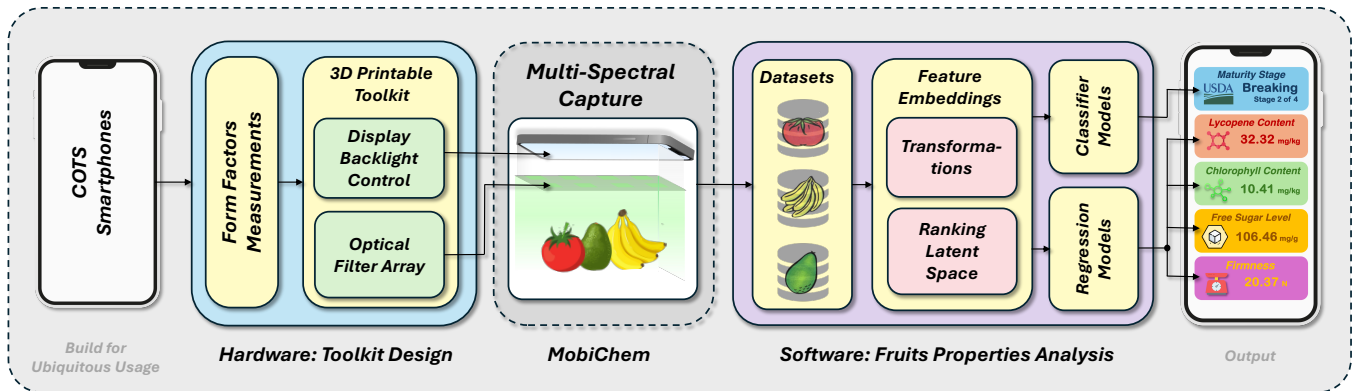 COTS
Smartphones
Build for
Ubiquitous Usage
Form Factors
Measurements
3D Printable
Toolkit
Display
Backlight
Control
Optical
Filter Array
Hardware: Toolkit Design
Multi-Spectral
Capture
MobiChem
Datasets
Feature
Embeddings
Transforma-
tions
Ranking
Latent
Space
Classifier
Models
Regression
Models
Software: Fruits Properties Analysis
Maturity Stage
USDA
Breaking
Stage 2 of 4
Lycopene Content
32.32 mg/kg
Chlorophyll Content
10.41 mg/kg
Free Sugar Level
106.46 mg/g
Firmness
20.37 N
Output